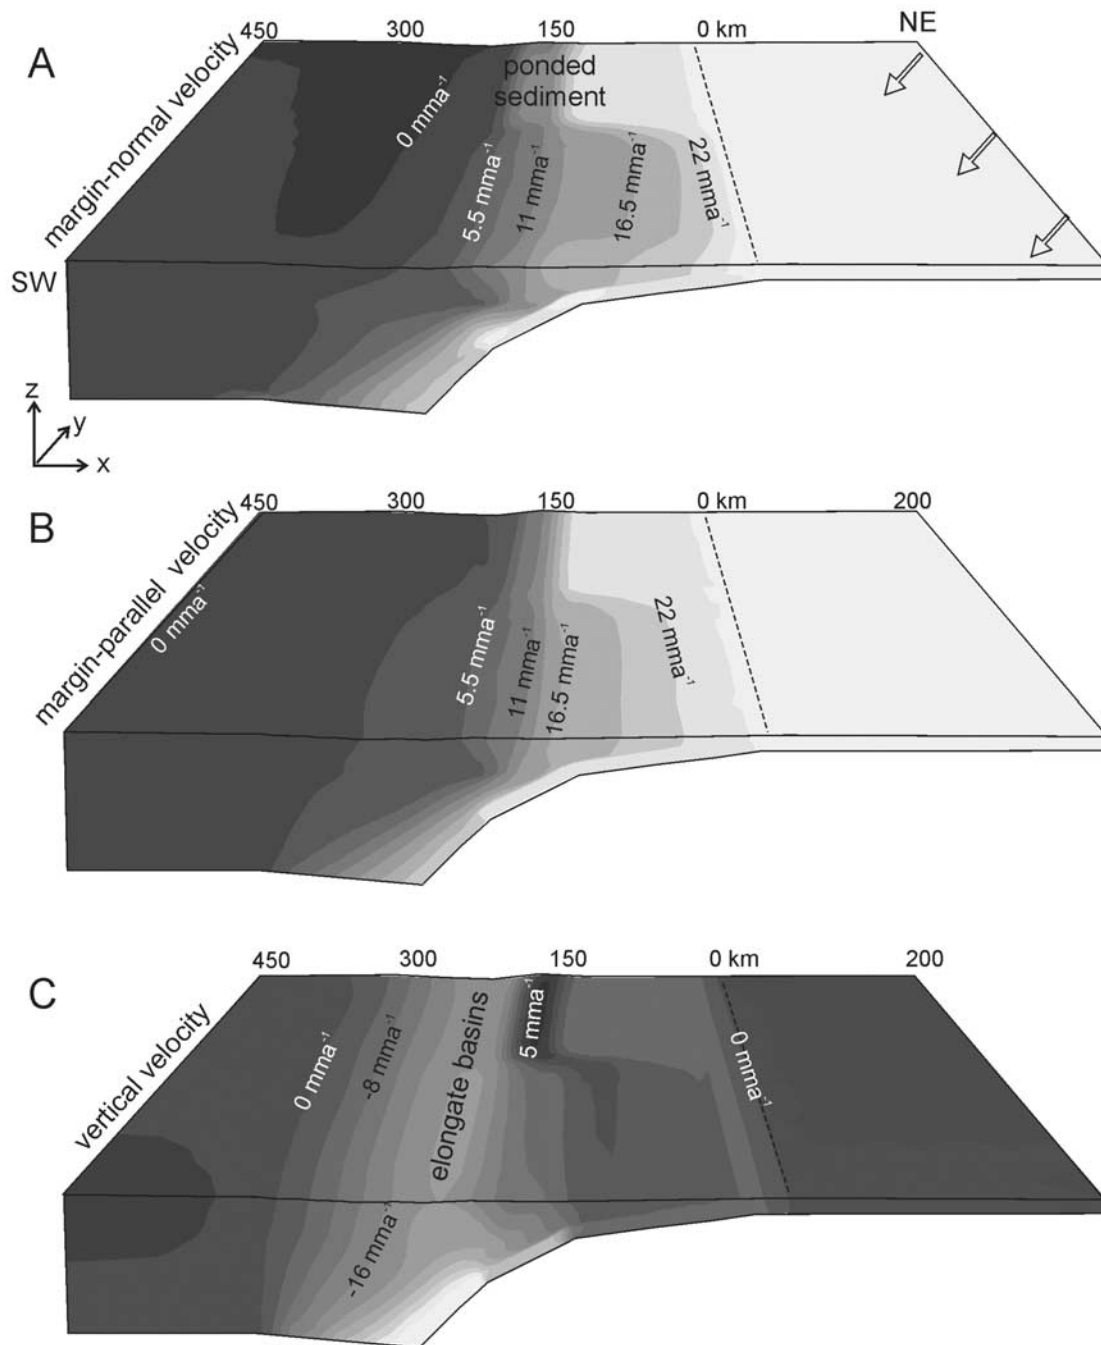 450 300 150 0 km NE
A
margin-normal velocity
ponded
sediment
0 mma⁻¹
5.5 mma⁻¹
11 mma⁻¹
16.5 mma⁻¹
22 mma⁻¹
SW
z
y
x
450 300 150 0 km 200
B
margin-parallel velocity
0 mma⁻¹
5.5 mma⁻¹
11 mma⁻¹
16.5 mma⁻¹
22 mma⁻¹
450 300 150 0 km 200
C
vertical velocity
0 mma⁻¹
-8 mma⁻¹
elongate basins
5 mma⁻¹
0 mma⁻¹
-16 mma⁻¹